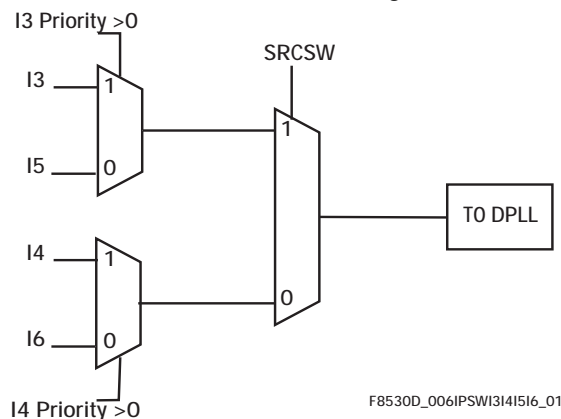 I3 Priority >0
SRCSW
I3
1
I5
0
1
T0 DPLL
I4
1
0
I6
0
I4 Priority >0
F8530D_006IPSWI3I4I5I6_01